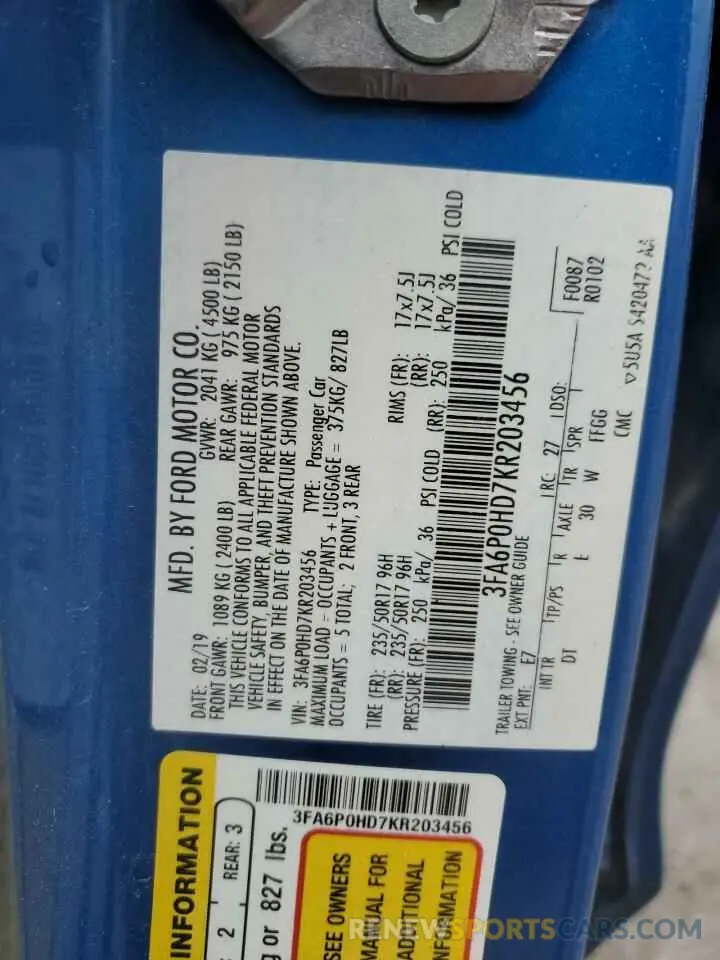 MFD. BY FORD MOTOR CO.
DATE: 02/19 GVWR: 2041 KG ( 4500 LB)
FRONT GAWR: 1089 KG ( 2400 LB) REAR GAWR: 975 KG ( 2150 LB)
THIS VEHICLE CONFORMS TO ALL APPLICABLE FEDERAL MOTOR
VEHICLE SAFETY, BUMPER, AND THEFT PREVENTION STANDARDS
IN EFFECT ON THE DATE OF MANUFACTURE SHOWN ABOVE.
VIN: 3FA6P0HD7KR203456 TYPE: Passenger Car
MAXIMUM LOAD = OCCUPANTS + LUGGAGE = 375KG/ 827LB
OCCUPANTS = 5 TOTAL; 2 FRONT, 3 REAR
TIRE (FR): 235/50R17 96H RIMS (FR): 17x7.5J
(RR): 235/50R17 96H (RR): 17x7.5J
PRESSURE (FR): 250 kPa/ 36 PSI COLD (RR): 250 kPa/ 36 PSI COLD
3FA6P0HD7KR203456
TRAILER TOWING - SEE OWNER GUIDE
EXT PNT: E7 RC: 27 DSO:
F0087
R0102
INT TR TP/PS R AXLE TR SPR
DT 30 W FFGG
CMC
INFORMATION
2 REAR: 3
or 827 lbs.
3FA6P0HD7KR203456
SEE OWNERS
MANUAL FOR
ADDITIONAL
INFORMATION
RENEWSPORTSCARS.COM